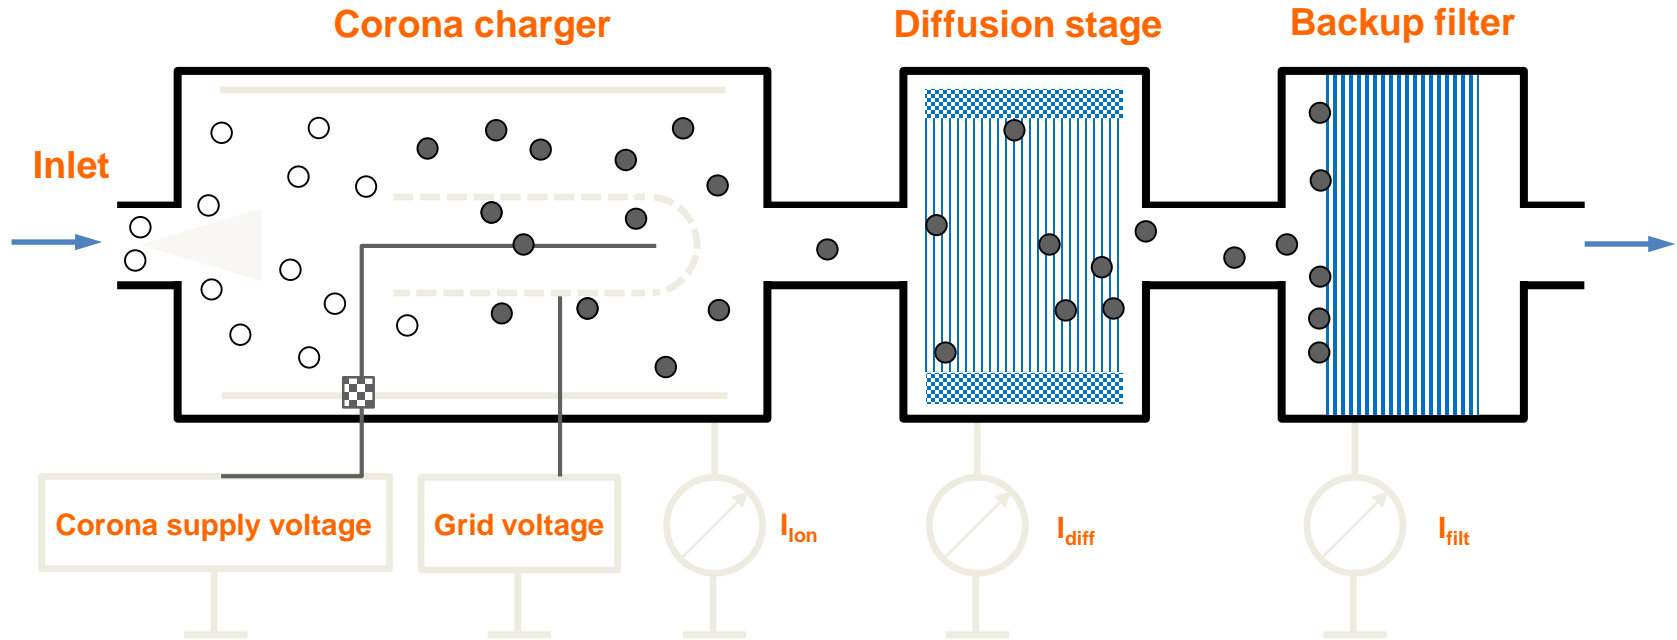 Corona charger
Diffusion stage
Backup filter
Inlet
Corona supply voltage
Grid voltage
IIon
Idiff
Ifilt